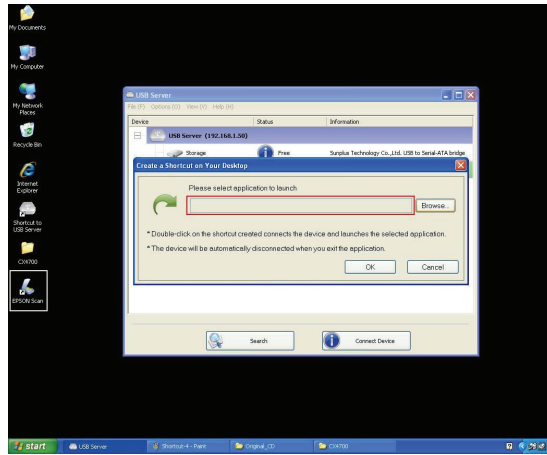 My Documents
My Computer
My Network
Places
Recycle Bin
Internet
Explorer
Shortcut to
USB Server
CX4700
EPSON Scan
USB Server
File (F) Options (O) View (V) Help (H)
Device Status Information
USB Server (192.168.1.50)
Storage Free Sunplus Technology Co.,Ltd. USB to Serial-ATA bridge
Create a Shortcut on Your Desktop
Please select application to launch
Browse...
* Double-click on the shortcut created connects the device and launches the selected application.
* The device will be automatically disconnected when you exit the application.
OK Cancel
Search Connect Device
start USB Server Shortcut-4 - Paint Original_CD CX4700